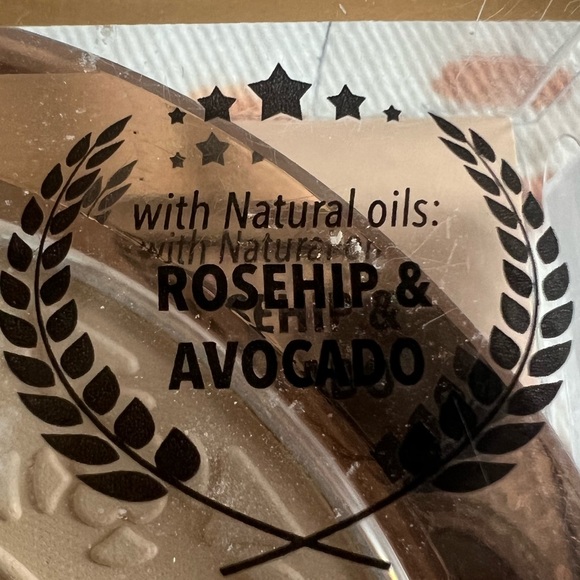 with Natural oils:
ROSEHIP &
AVOCADO